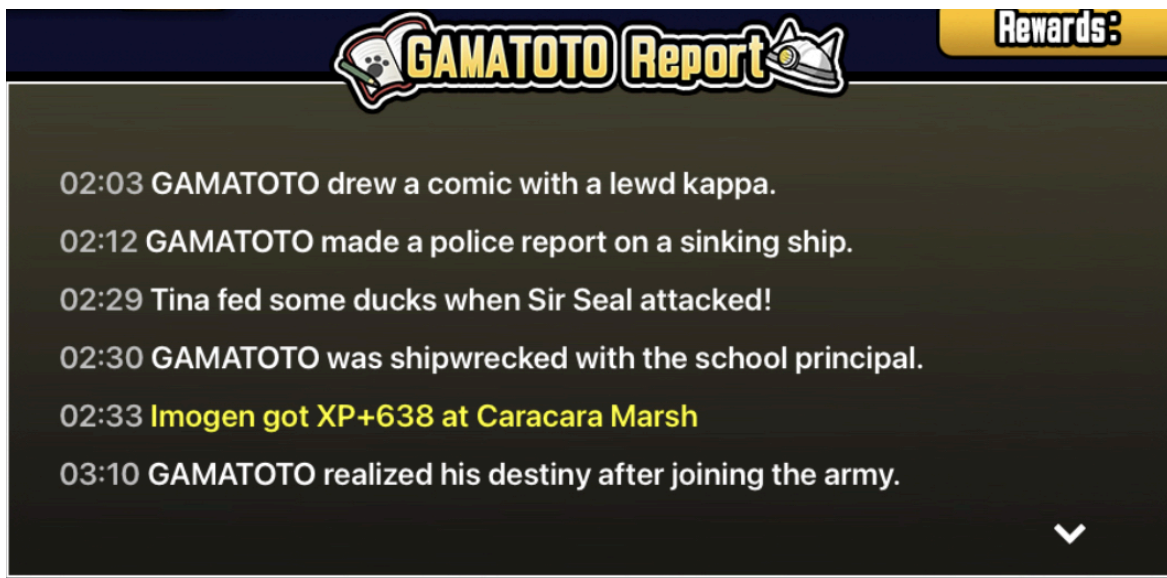 GAMATOTO Report
Rewards:
02:03 GAMATOTO drew a comic with a lewd kappa.
02:12 GAMATOTO made a police report on a sinking ship.
02:29 Tina fed some ducks when Sir Seal attacked!
02:30 GAMATOTO was shipwrecked with the school principal.
02:33 Imogen got XP+638 at Caracara Marsh
03:10 GAMATOTO realized his destiny after joining the army.